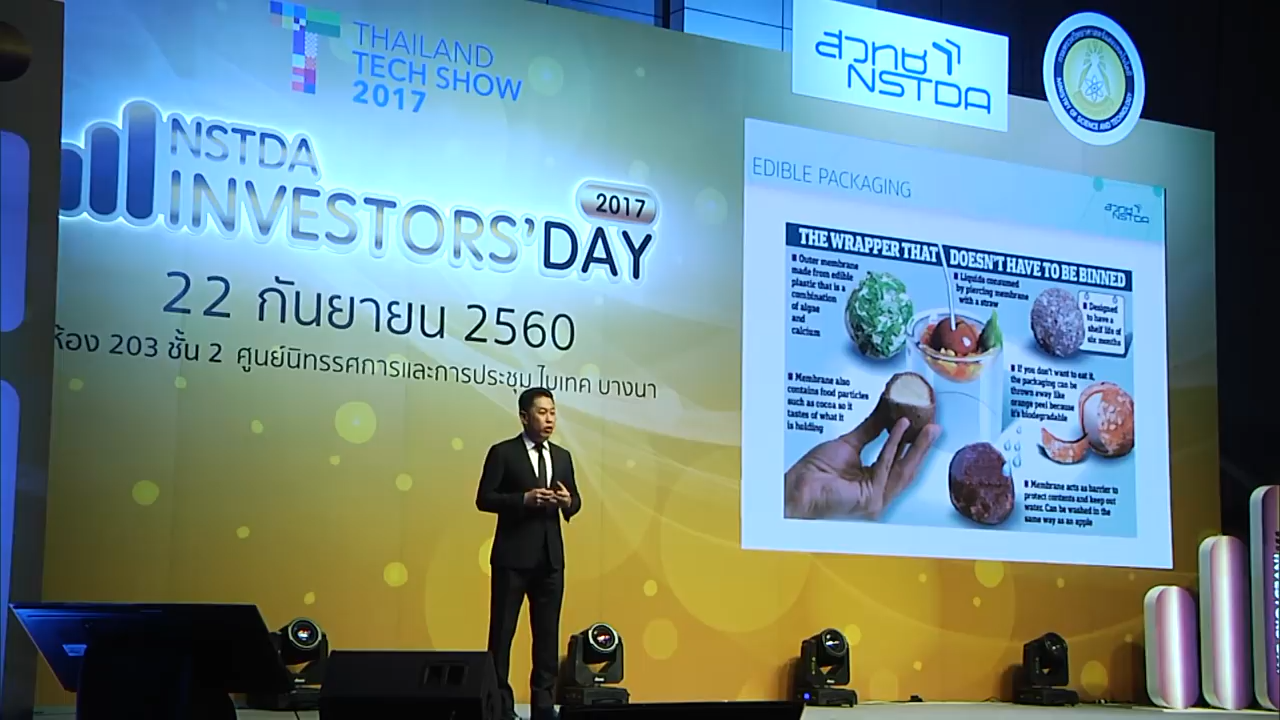 THAILAND
TECH SHOW
2017
NSTDA
INVESTORS' DAY
2017
22 กันยายน 2560
ห้อง 203 ชั้น 2 ศูนย์นิทรรศการและการประชุม ไบเทค บางนา
สวทช
NSTDA
MINISTRY OF SCIENCE AND TECHNOLOGY
EDIBLE PACKAGING
สวทช
NSTDA
THE WRAPPER THAT DOESN'T HAVE TO BE BINNED
Outer membrane
made from edible
plastic that is a
combination
of algae
and
calcium
Liquids consumed
by piercing membrane
with a straw
Designed
to have a
shelf life of
six months
Membrane also
contains food particles
such as cocoa so it
tastes of what it
is holding
If you don't want to eat it,
the packaging can be
thrown away like
orange peel because
it's biodegradable
Membrane acts as barrier to
protect contents and keep out
water. Can be washed in the
same way as an apple